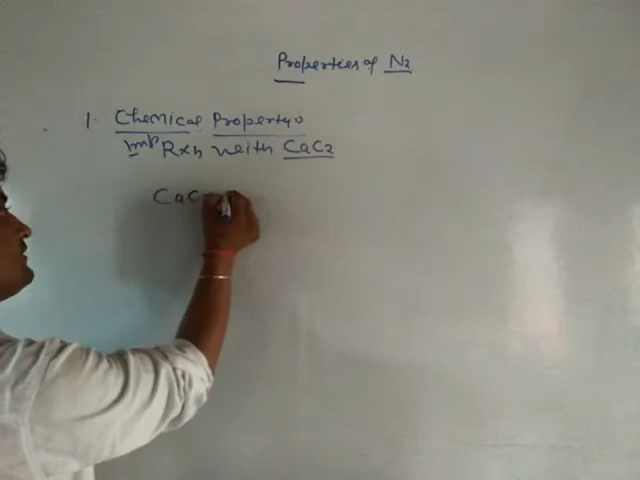 Properties of N2
1. Chemical Property
imp Rxn with CaC2
CaC